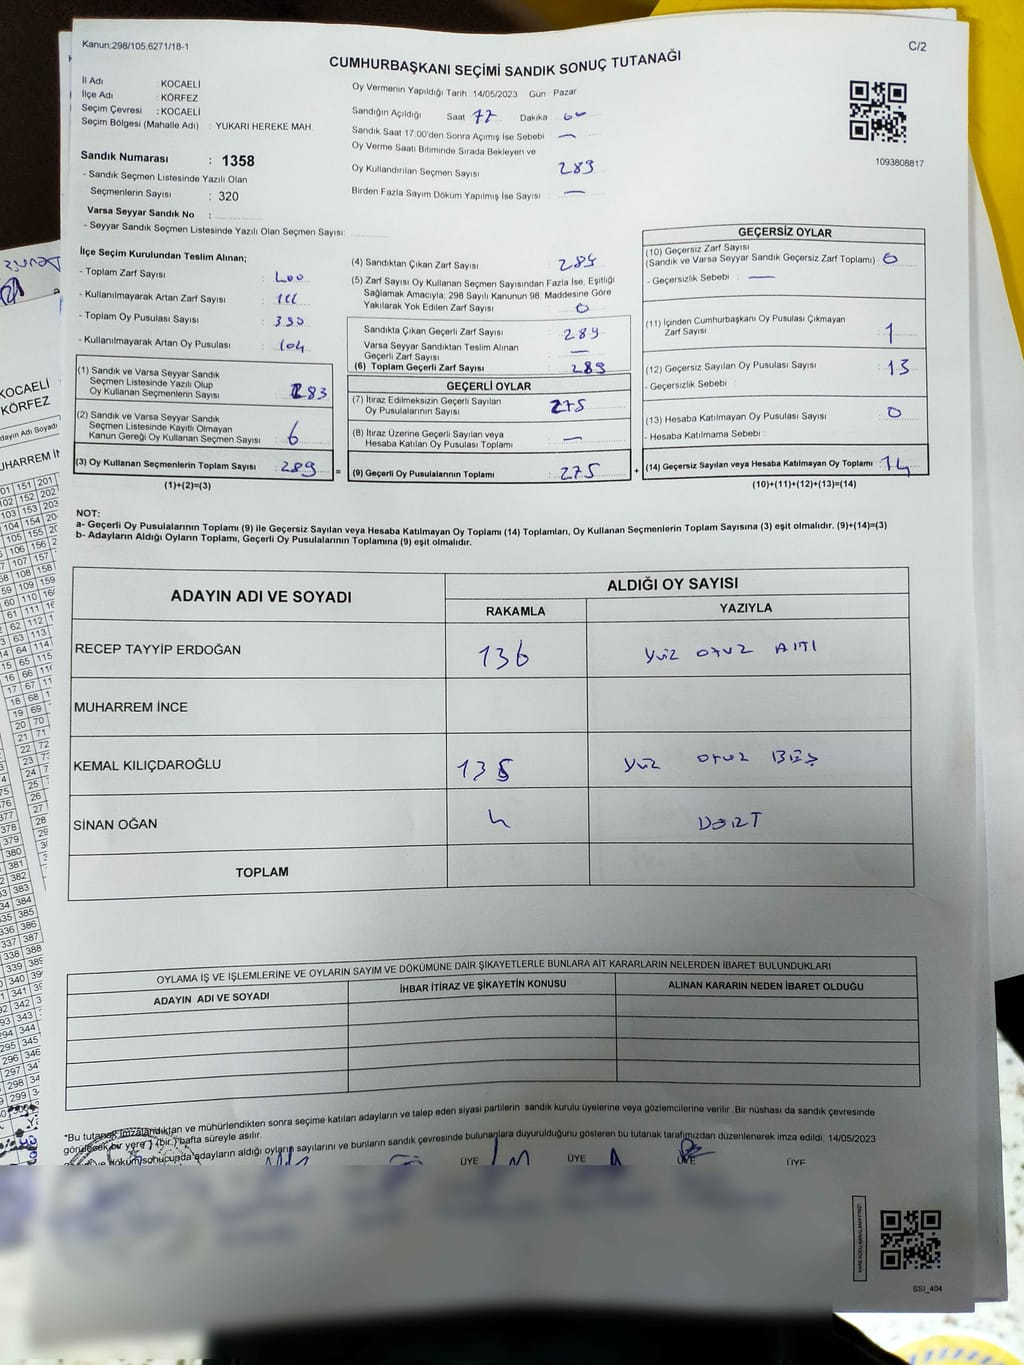 Kanun;298/105,6271/18-1
C/2
CUMHURBAŞKANI SEÇİMİ SANDIK SONUÇ TUTANAĞI
İl Adı : KOCAELİ
İlçe Adı : KÖRFEZ
Seçim Çevresi : KOCAELİ
Seçim Bölgesi (Mahalle Adı) : YUKARI HEREKE MAH.
Sandık Numarası : 1358
- Sandık Seçmen Listesinde Yazılı Olan
Seçmenlerin Sayısı : 320
Varsa Seyyar Sandık No :
- Seyyar Sandık Seçmen Listesinde Yazılı Olan Seçmen Sayısı:
Oy Vermenin Yapıldığı Tarih : 14/05/2023 Gün Pazar
Sandığın Açıldığı Saat 17 Dakika 00
Sandık Saat 17:00'den Sonra Açımış İse Sebebi : —
Oy Verme Saati Bitiminde Sırada Bekleyen ve
Oy Kullandırılan Seçmen Sayısı : 289
Birden Fazla Sayım Döküm Yapılmış İse Sayısı : —
1093808817
İlçe Seçim Kurulundan Teslim Alınan;
- Toplam Zarf Sayısı : 400
- Kullanılmayarak Artan Zarf Sayısı : 111
- Toplam Oy Pusulası Sayısı : 390
- Kullanılmayarak Artan Oy Pusulası : 104
(1) Sandık ve Varsa Seyyar Sandık
Seçmen Listesinde Yazılı Olup
Oy Kullanan Seçmenlerin Sayısı : 283
(2) Sandık ve Varsa Seyyar Sandık
Seçmen Listesinde Kayıtlı Olmayan
Kanun Gereği Oy Kullanan Seçmen Sayısı : 6
(3) Oy Kullanan Seçmenlerin Toplam Sayısı : 289 =
(1)+(2)=(3)
(4) Sandıktan Çıkan Zarf Sayısı : 289
(5) Zarf Sayısı Oy Kullanan Seçmen Sayısından Fazla İse, Eşitliği
Sağlamak Amacıyla, 298 Sayılı Kanunun 98. Maddesine Göre
Yakılarak Yok Edilen Zarf Sayısı : 0
Sandıkta Çıkan Geçerli Zarf Sayısı : 289
Varsa Seyyar Sandıktan Teslim Alınan
Geçerli Zarf Sayısı : —
(6) Toplam Geçerli Zarf Sayısı : 289
GEÇERLİ OYLAR
(7) İtiraz Edilmeksizin Geçerli Sayılan
Oy Pusulalarının Sayısı : 275
(8) İtiraz Üzerine Geçerli Sayılan veya
Hesaba Katılan Oy Pusulası Toplamı : —
(9) Geçerli Oy Pusulalarının Toplamı : 275 +
GEÇERSİZ OYLAR
(10) Geçersiz Zarf Sayısı
(Sandık ve Varsa Seyyar Sandık Geçersiz Zarf Toplamı) : 0
- Geçersizlik Sebebi : —
(11) İçinden Cumhurbaşkanı Oy Pusulası Çıkmayan
Zarf Sayısı : 1
(12) Geçersiz Sayılan Oy Pusulası Sayısı : 13
- Geçersizlik Sebebi :
(13) Hesaba Katılmayan Oy Pusulası Sayısı : 0
- Hesaba Katılmama Sebebi :
(14) Geçersiz Sayılan veya Hesaba Katılmayan Oy Toplamı : 14
(10)+(11)+(12)+(13)=(14)
NOT:
a- Geçerli Oy Pusulalarının Toplamı (9) ile Geçersiz Sayılan veya Hesaba Katılmayan Oy Toplamı (14) Toplamları, Oy Kullanan Seçmenlerin Toplam Sayısına (3) eşit olmalıdır. (9)+(14)=(3)
b- Adayların Aldığı Oyların Toplamı, Geçerli Oy Pusulalarının Toplamına (9) eşit olmalıdır.
ADAYIN ADI VE SOYADI ALDIĞI OY SAYISI
RAKAMLA YAZIYLA
RECEP TAYYİP ERDOĞAN 136 yüz otuz Altı
MUHARREM İNCE
KEMAL KILIÇDAROĞLU 135 yüz otuz BEŞ
SİNAN OĞAN 4 DÖRT
TOPLAM
OYLAMA İŞ VE İŞLEMLERİNE VE OYLARIN SAYIM VE DÖKÜMÜNE DAİR ŞİKAYETLERLE BUNLARA AİT KARARLARIN NELERDEN İBARET BULUNDUKLARI
ADAYIN ADI VE SOYADI İHBAR İTİRAZ VE ŞİKAYETİN KONUSU ALINAN KARARIN NEDEN İBARET OLDUĞU
"Bu tutanak imzalandıktan ve mühürlendikten sonra seçime katılan adayların ve talep eden siyasi partilerin sandık kurulu üyelerine veya gözlemcilerine verilir .Bir nüshası da sandık çevresinde
görülecek bir yere 1 (bir ) hafta süreyle asılır.
döküm sonucunda adayların aldığı oyların sayılarını ve bunların sandık çevresinde bulunanlara duyurulduğunu gösteren bu tutanak tarafımızdan düzenlenerek imza edildi. 14/05/2023
ÜYE ÜYE ÜYE ÜYE
SSI_404